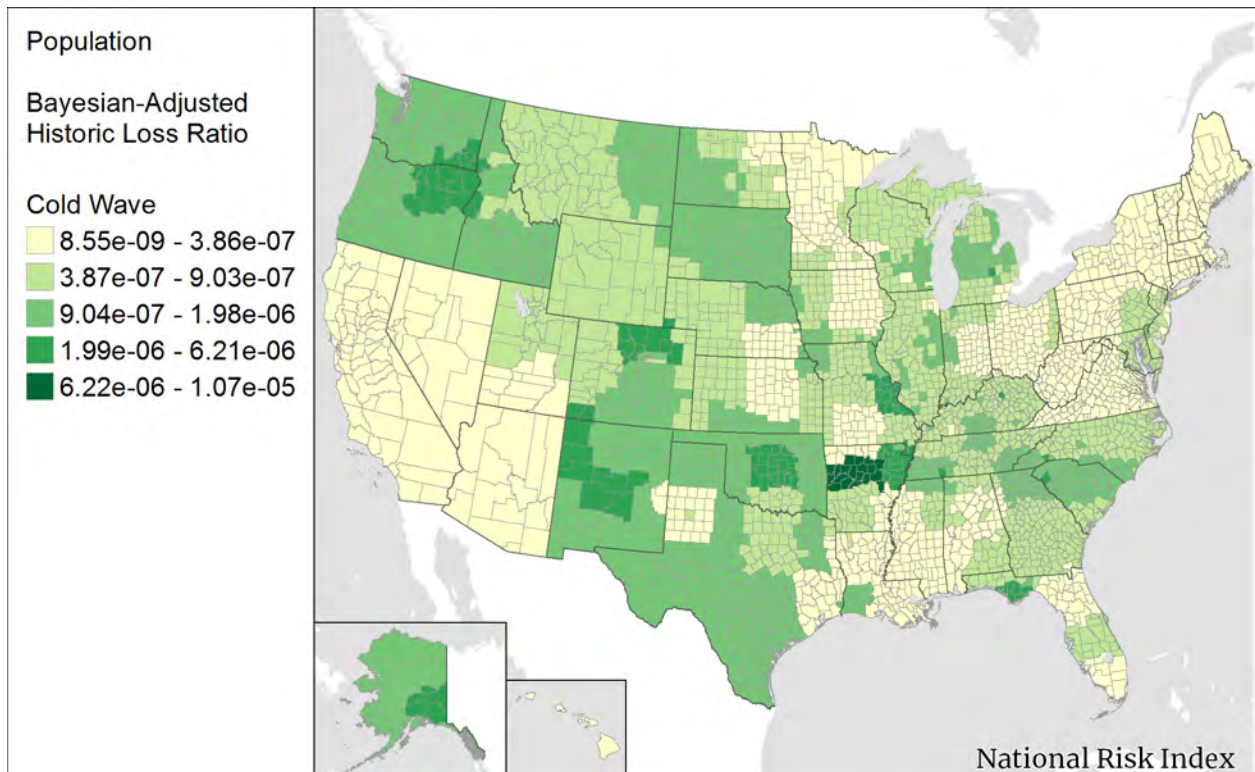 Population
Bayesian-Adjusted
Historic Loss Ratio
Cold Wave
8.55e-09 - 3.86e-07
3.87e-07 - 9.03e-07
9.04e-07 - 1.98e-06
1.99e-06 - 6.21e-06
6.22e-06 - 1.07e-05
National Risk Index